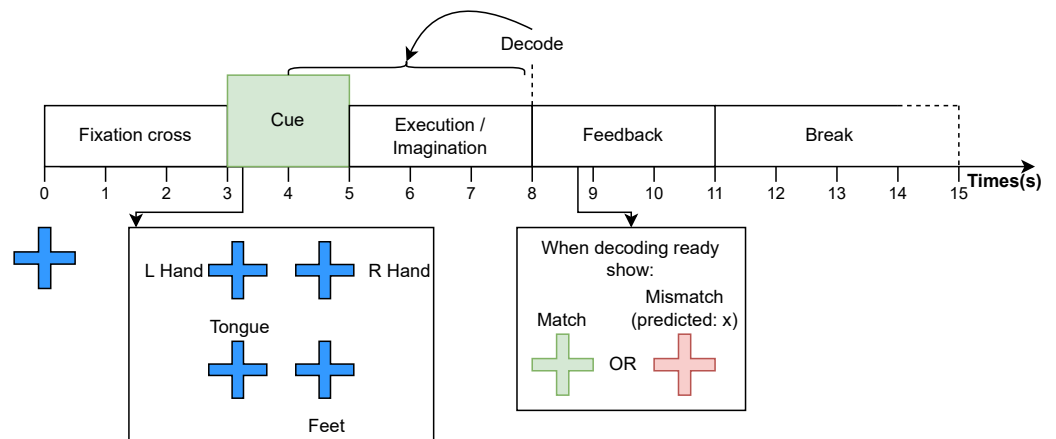 Decode
Fixation cross
Cue
Execution /
Imagination
Feedback
Break
0
1
2
3
4
5
6
7
8
9
10
11
12
13
14
15
Times(s)
L Hand
R Hand
Tongue
Feet
When decoding ready
show:
Match
OR
Mismatch
(predicted: x)